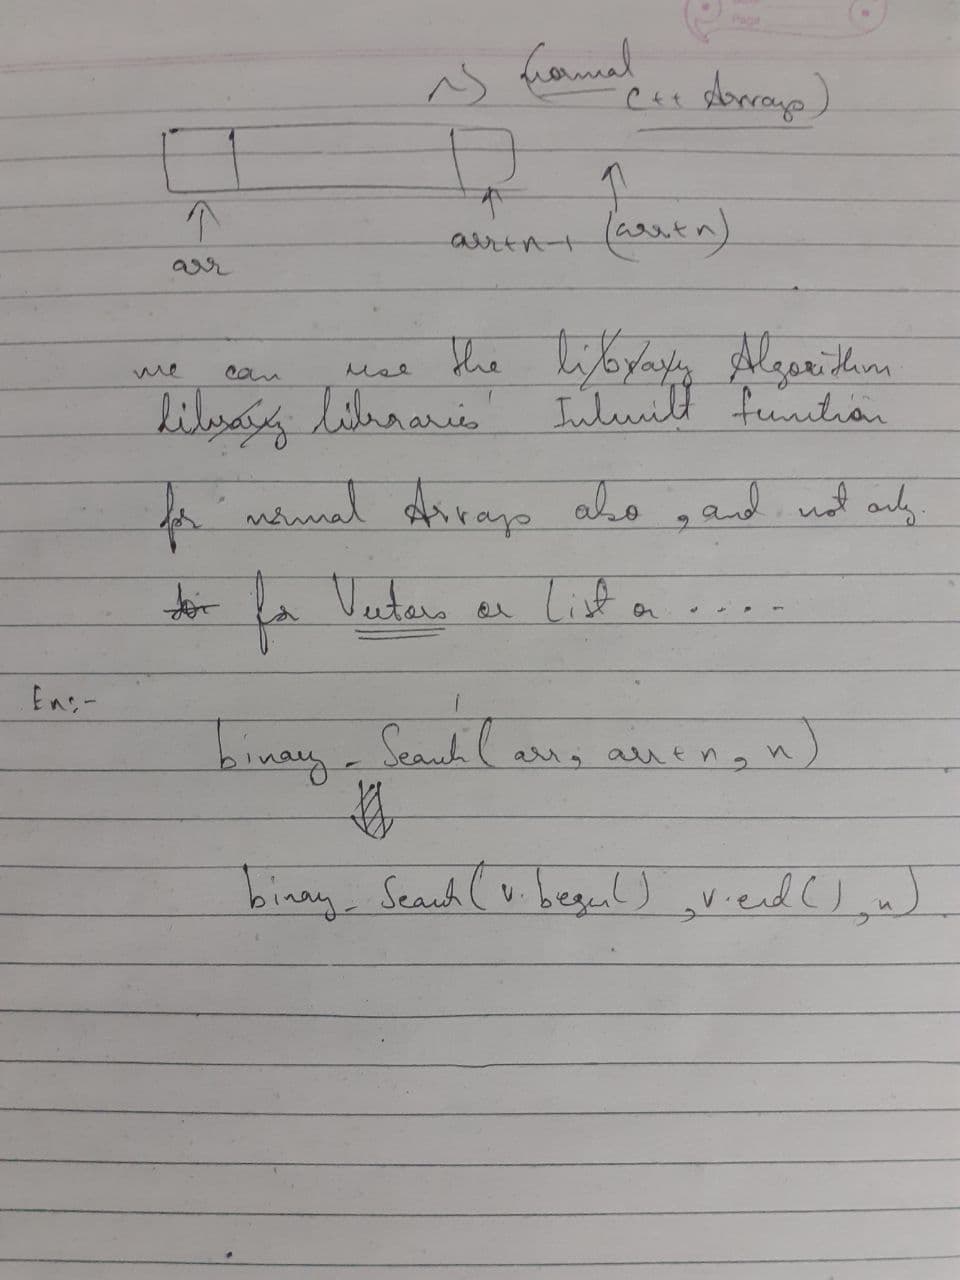 (normal
C++ Arrays)
arr+n-1 (arr+n)
arr
we can use the library Algorithm
library libraries' Inbuilt function
for normal Arrays also , and not only
for for Vectors or List or .....
Ex:-
binary_Search( arr, arr+n, n)
binary_Search( v.begin() , v.end() , n)